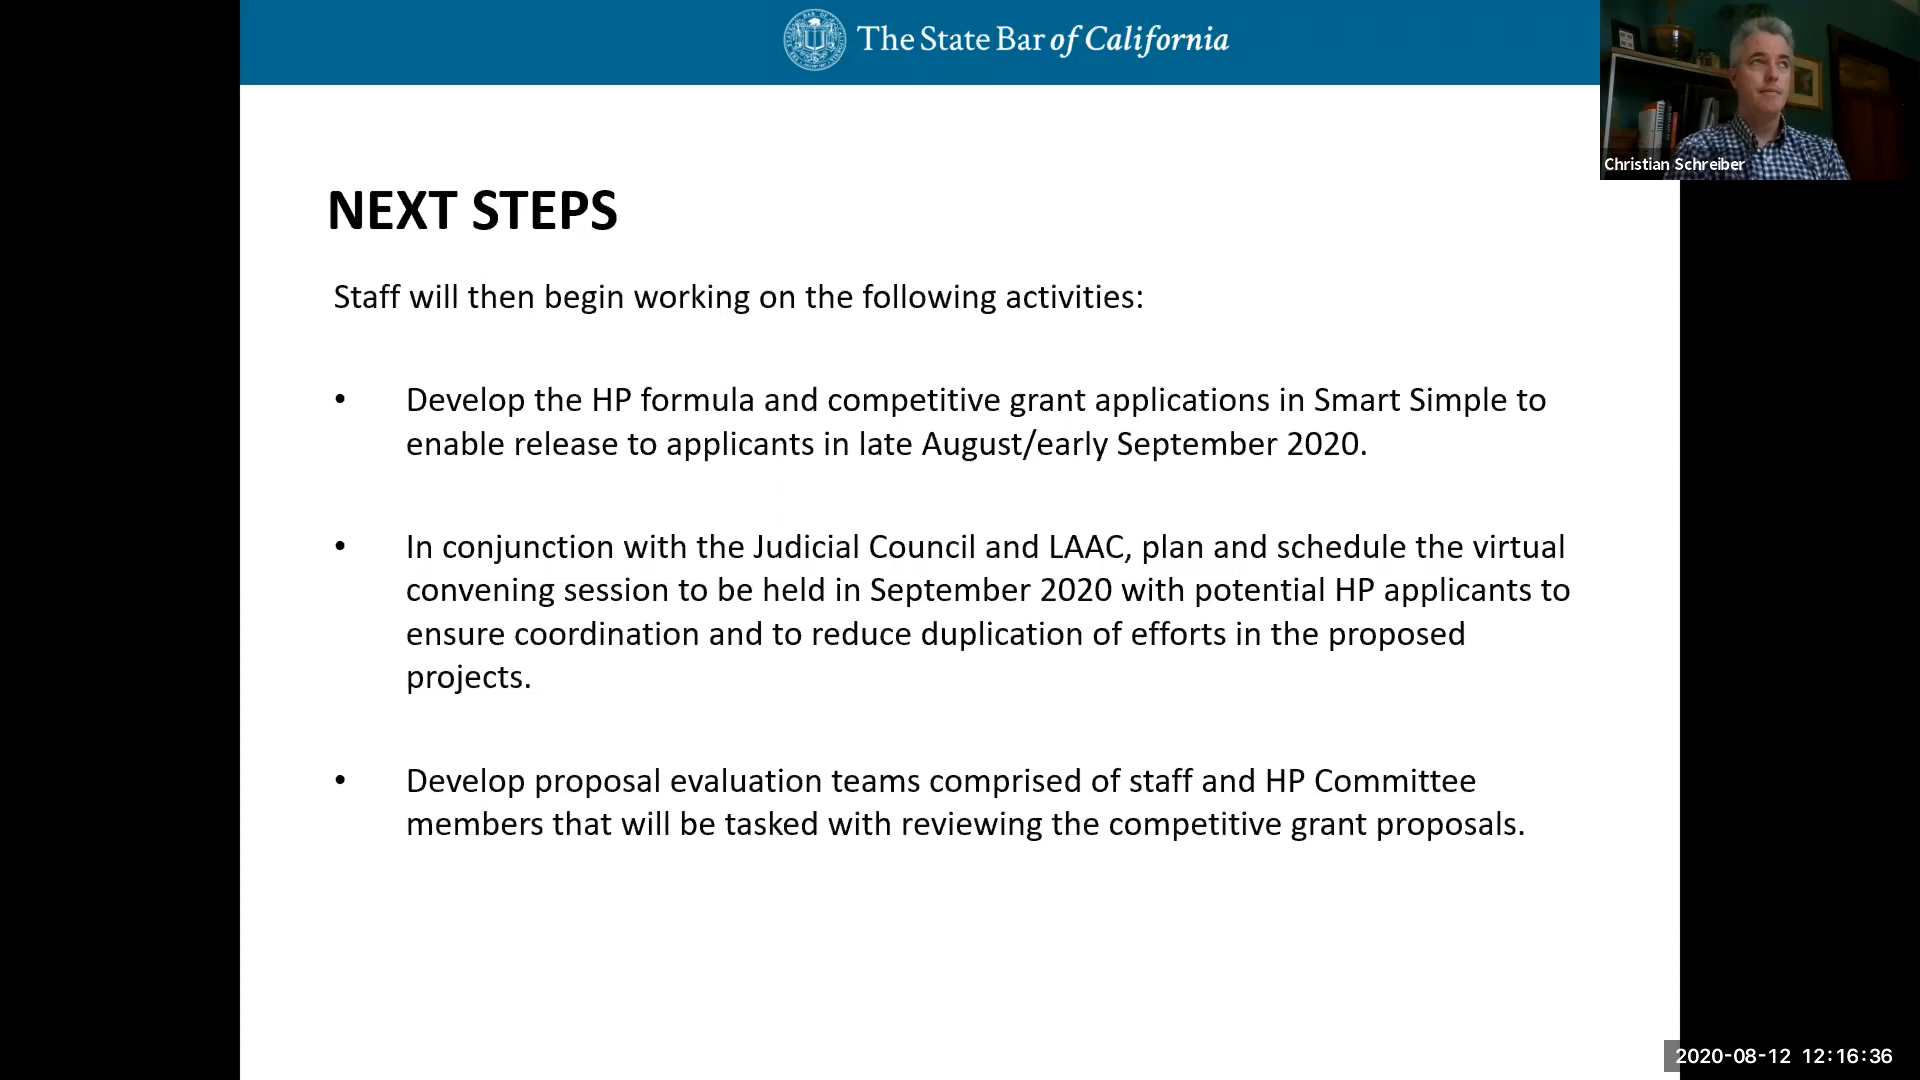 The State Bar of California
Christian Schreiber
NEXT STEPS
Staff will then begin working on the following activities:
• Develop the HP formula and competitive grant applications in Smart Simple to
enable release to applicants in late August/early September 2020.
• In conjunction with the Judicial Council and LAAC, plan and schedule the virtual
convening session to be held in September 2020 with potential HP applicants to
ensure coordination and to reduce duplication of efforts in the proposed
projects.
• Develop proposal evaluation teams comprised of staff and HP Committee
members that will be tasked with reviewing the competitive grant proposals.
2020-08-12 12:16:36